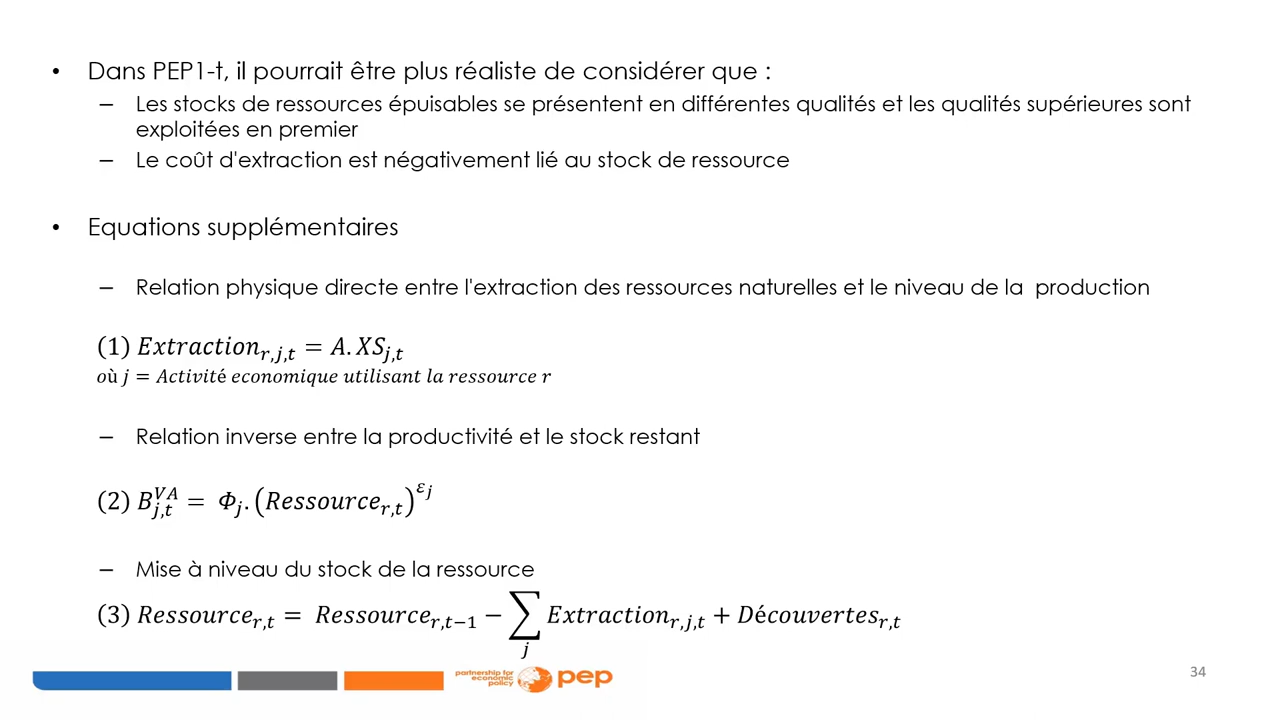 • Dans PEP1-t, il pourrait être plus réaliste de considérer que :
– Les stocks de ressources épuisables se présentent en différentes qualités et les qualités supérieures sont
exploitées en premier
– Le coût d'extraction est négativement lié au stock de ressource
• Equations supplémentaires
– Relation physique directe entre l'extraction des ressources naturelles et le niveau de la production
(1) Extraction_{r,j,t} = A. XS_{j,t}
où j = Activité economique utilisant la ressource r
– Relation inverse entre la productivité et le stock restant
(2) B_{j,t}^{VA} = Φ_j. (Ressource_{r,t})^{ε_j}
– Mise à niveau du stock de la ressource
(3) Ressource_{r,t} = Ressource_{r,t−1} − ∑_j Extraction_{r,j,t} + Découvertes_{r,t}
partnership for
economic
policy
pep
34